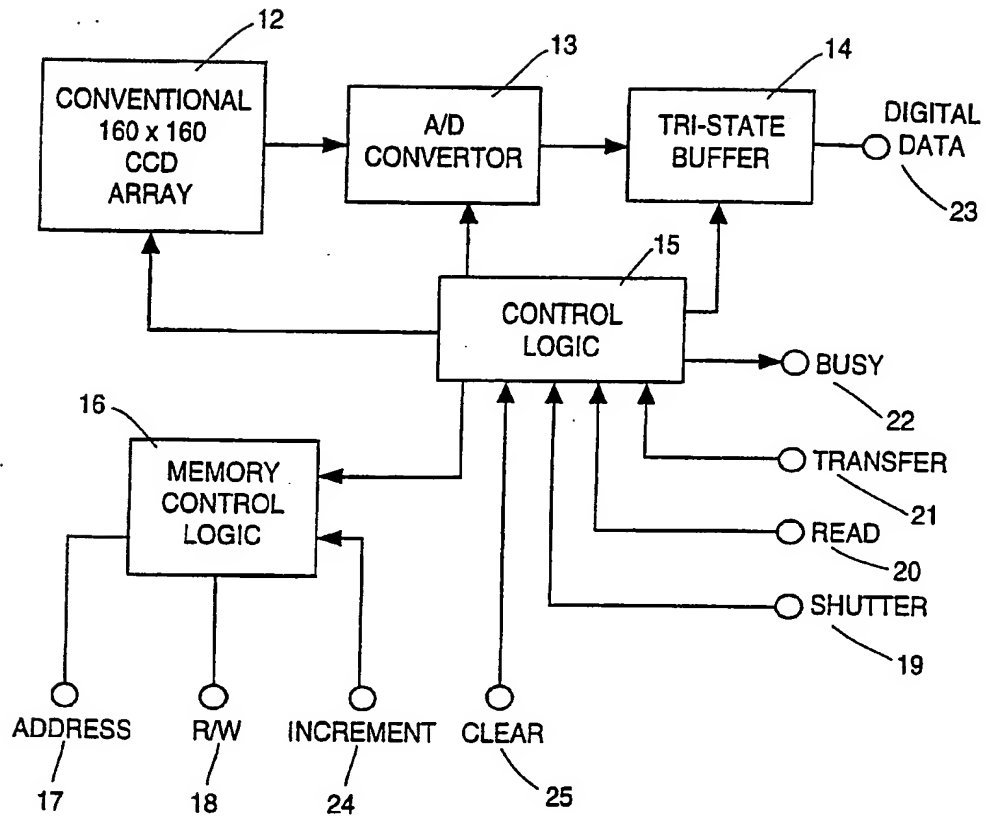 12
13
14
CONVENTIONAL
160 x 160
CCD
ARRAY
A/D
CONVERTOR
TRI-STATE
BUFFER
DIGITAL
DATA
23
15
CONTROL
LOGIC
BUSY
22
16
MEMORY
CONTROL
LOGIC
TRANSFER
21
READ
20
SHUTTER
19
ADDRESS
17
R/W
18
INCREMENT
24
CLEAR
25